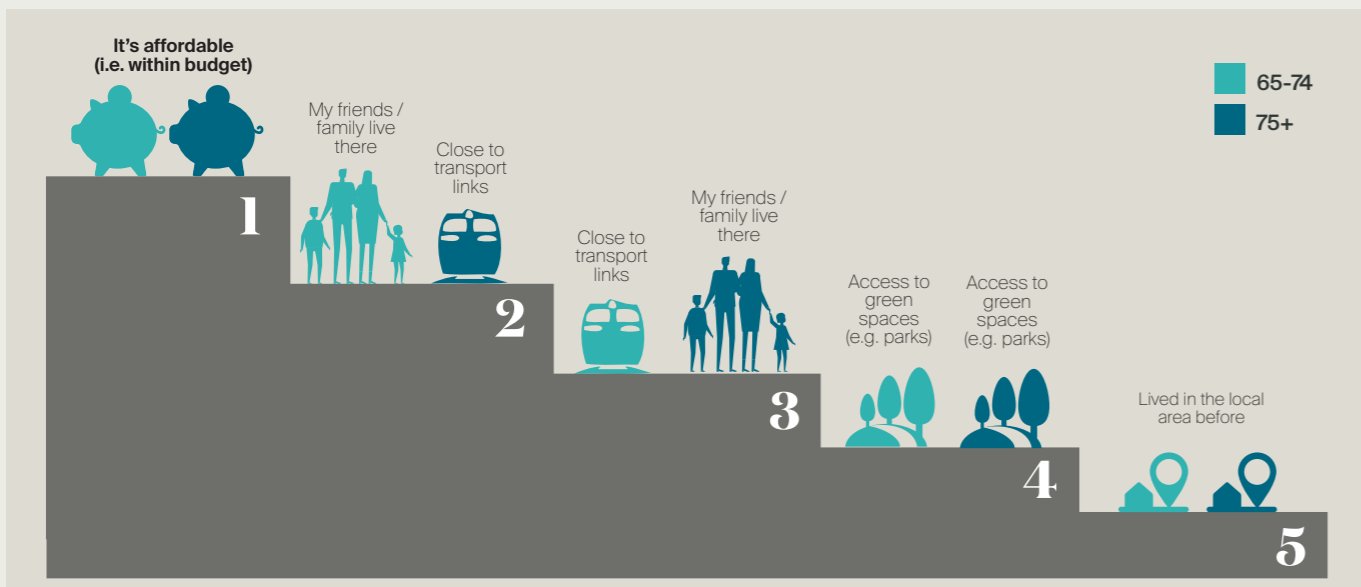 It's affordable
(i.e. within budget)
65-74
75+
1
My friends /
family live
there
Close to
transport
links
2
Close to
transport
links
My friends /
family live
there
3
Access to
green
spaces
(e.g. parks)
Access to
green
spaces
(e.g. parks)
4
Lived in the local
area before
5